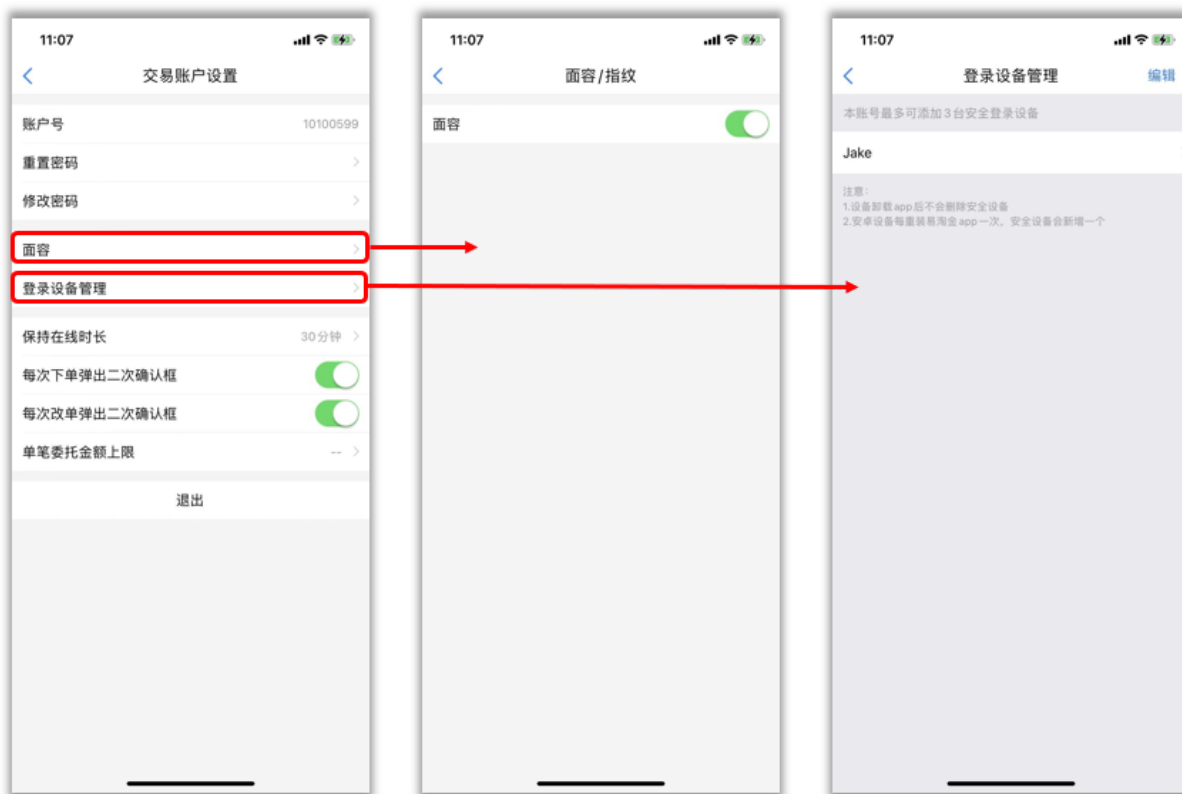 11:07
交易账户设置
账户号 10100599
重置密码
修改密码
面容
登录设备管理
保持在线时长 30分钟
每次下单弹出二次确认框
每次改单弹出二次确认框
单笔委托金额上限 --
退出
11:07
面容/指纹
面容
11:07
登录设备管理 编辑
本账号最多可添加3台安全登录设备
Jake
注意：
1.设备卸载app后不会删除安全设备
2.安卓设备每重装易淘金app一次，安全设备会新增一个